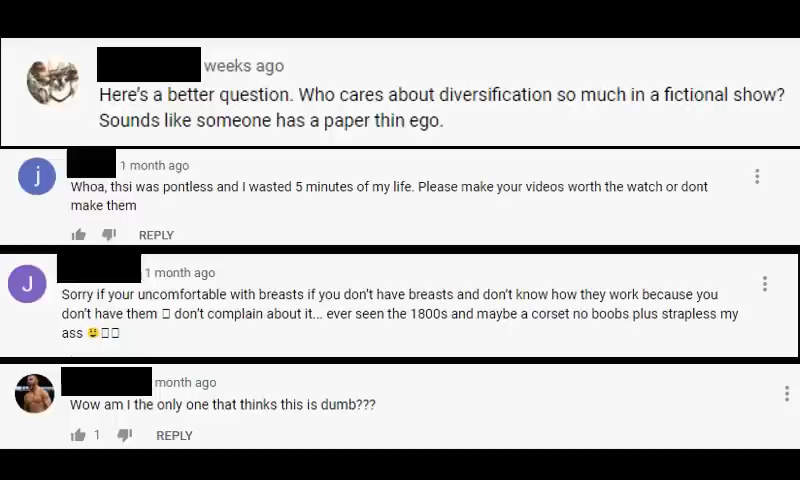 weeks ago
Here's a better question. Who cares about diversification so much in a fictional show?
Sounds like someone has a paper thin ego.
j
1 month ago
Whoa, thsi was pontless and I wasted 5 minutes of my life. Please make your videos worth the watch or dont
make them
REPLY
J
1 month ago
Sorry if your uncomfortable with breasts if you don't have breasts and don't know how they work because you
don't have them □ don't complain about it... ever seen the 1800s and maybe a corset no boobs plus strapless my
ass 😃□□
month ago
Wow am I the only one that thinks this is dumb???
1 REPLY